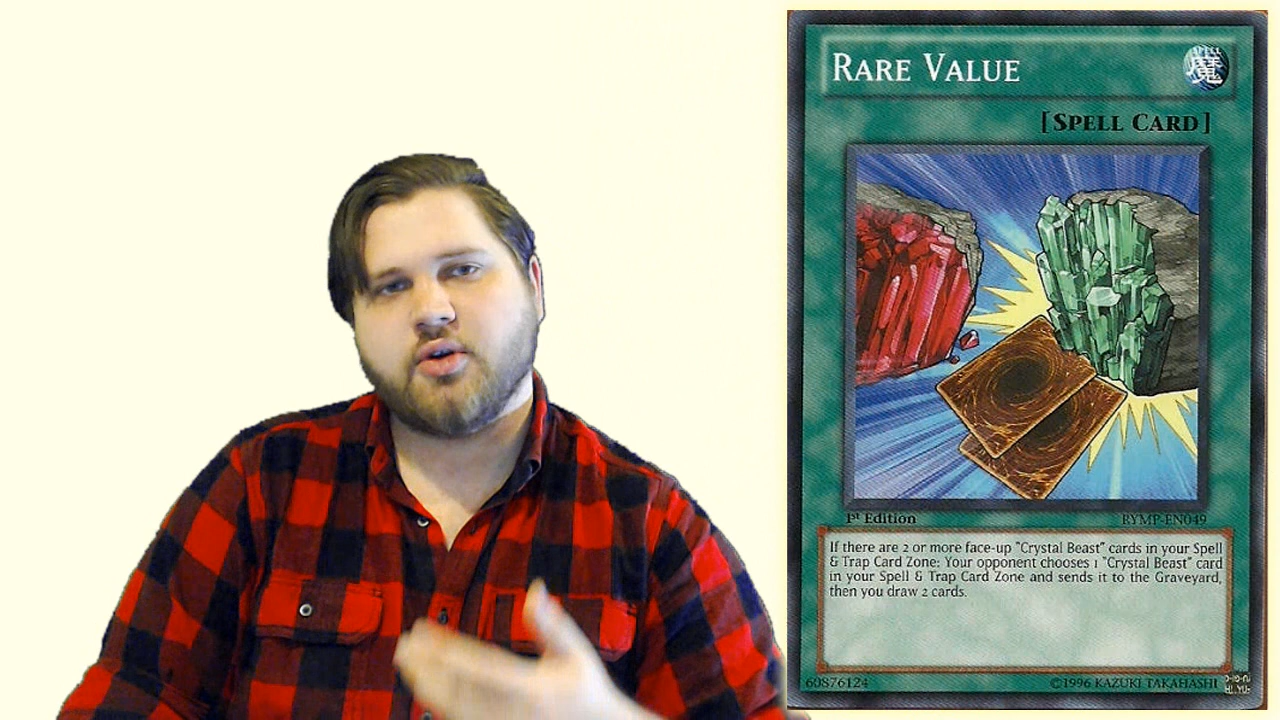 RARE VALUE
SPELL
魔
[SPELL CARD]
1st Edition
RYMP-EN049
If there are 2 or more face-up "Crystal Beast" cards in your Spell
& Trap Card Zone: Your opponent chooses 1 "Crystal Beast" card
in your Spell & Trap Card Zone and sends it to the Graveyard,
then you draw 2 cards.
60876124
©1996 KAZUKI TAKAHASHI